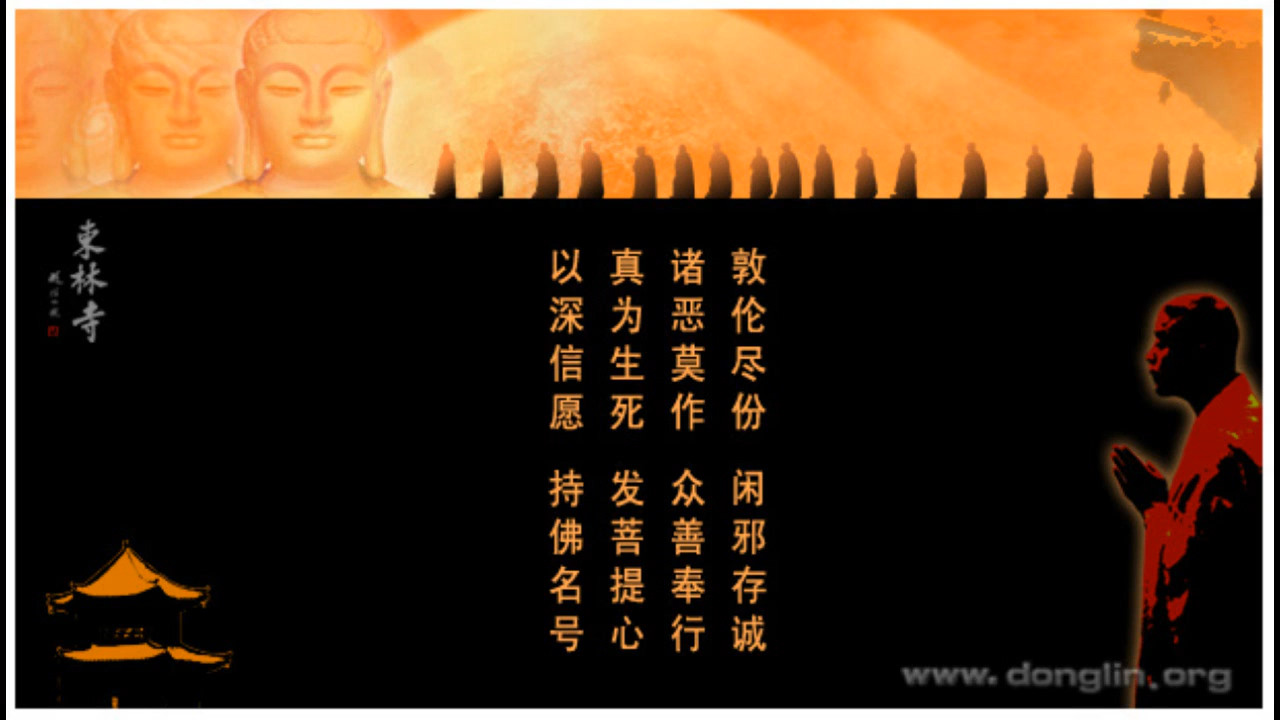 敦伦尽份 闲邪存诚
诸恶莫作 众善奉行
真为生死 发菩提心
以深信愿 持佛名号
東林寺
www.donglin.org